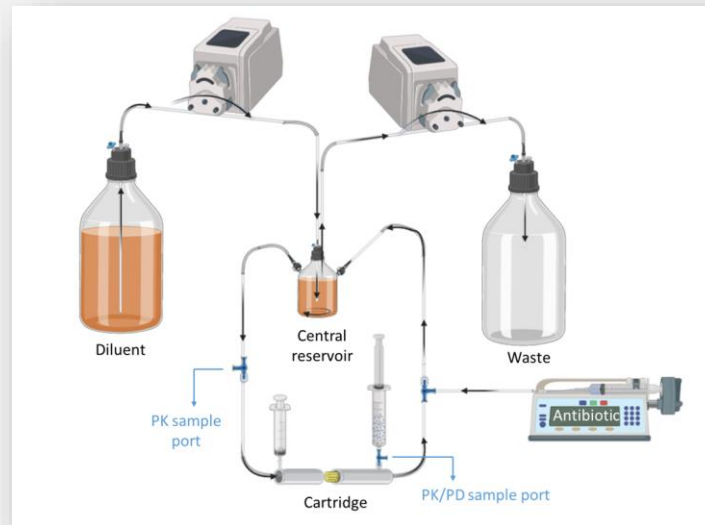 Diluent
Central
reservoir
Waste
PK sample
port
Antibiotic
Cartridge
PK/PD sample port